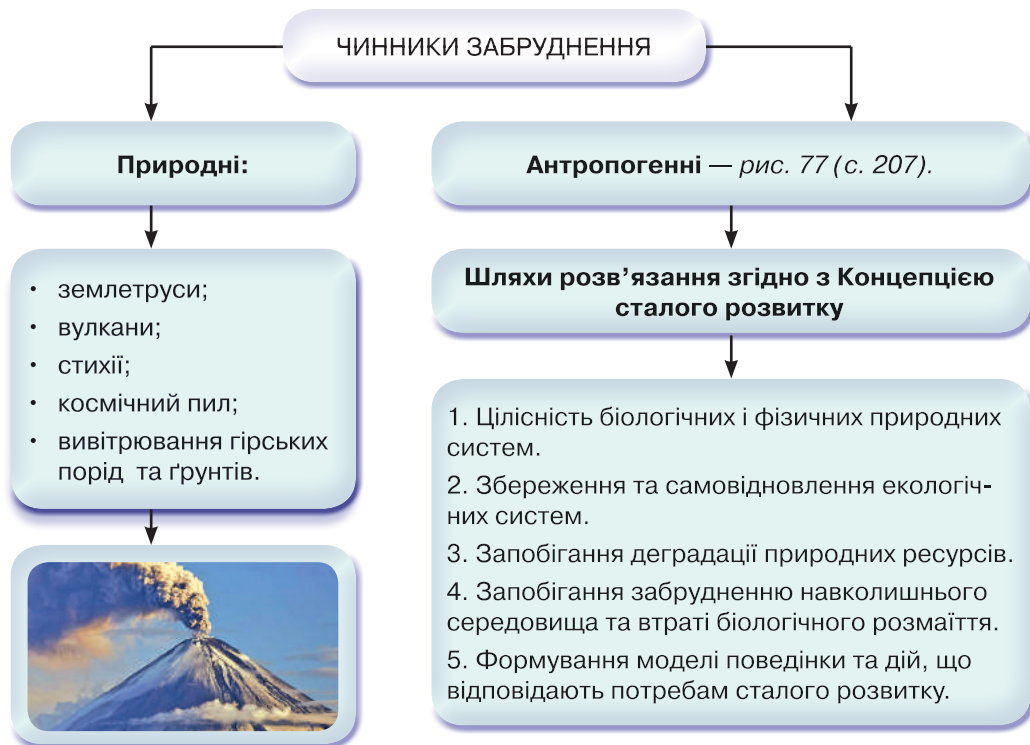 ЧИННИКИ ЗАБРУДНЕННЯ
Природні:
• землетруси;
• вулкани;
• стихії;
• космічний пил;
• вивітрювання гірських
порід та ґрунтів.
Антропогенні — рис. 77 (с. 207).
Шляхи розв’язання згідно з Концепцією
сталого розвитку
1. Цілісність біологічних і фізичних природних
систем.
2. Збереження та самовідновлення екологіч-
них систем.
3. Запобігання деградації природних ресурсів.
4. Запобігання забрудненню навколишнього
середовища та втраті біологічного розмаїття.
5. Формування моделі поведінки та дій, що
відповідають потребам сталого розвитку.